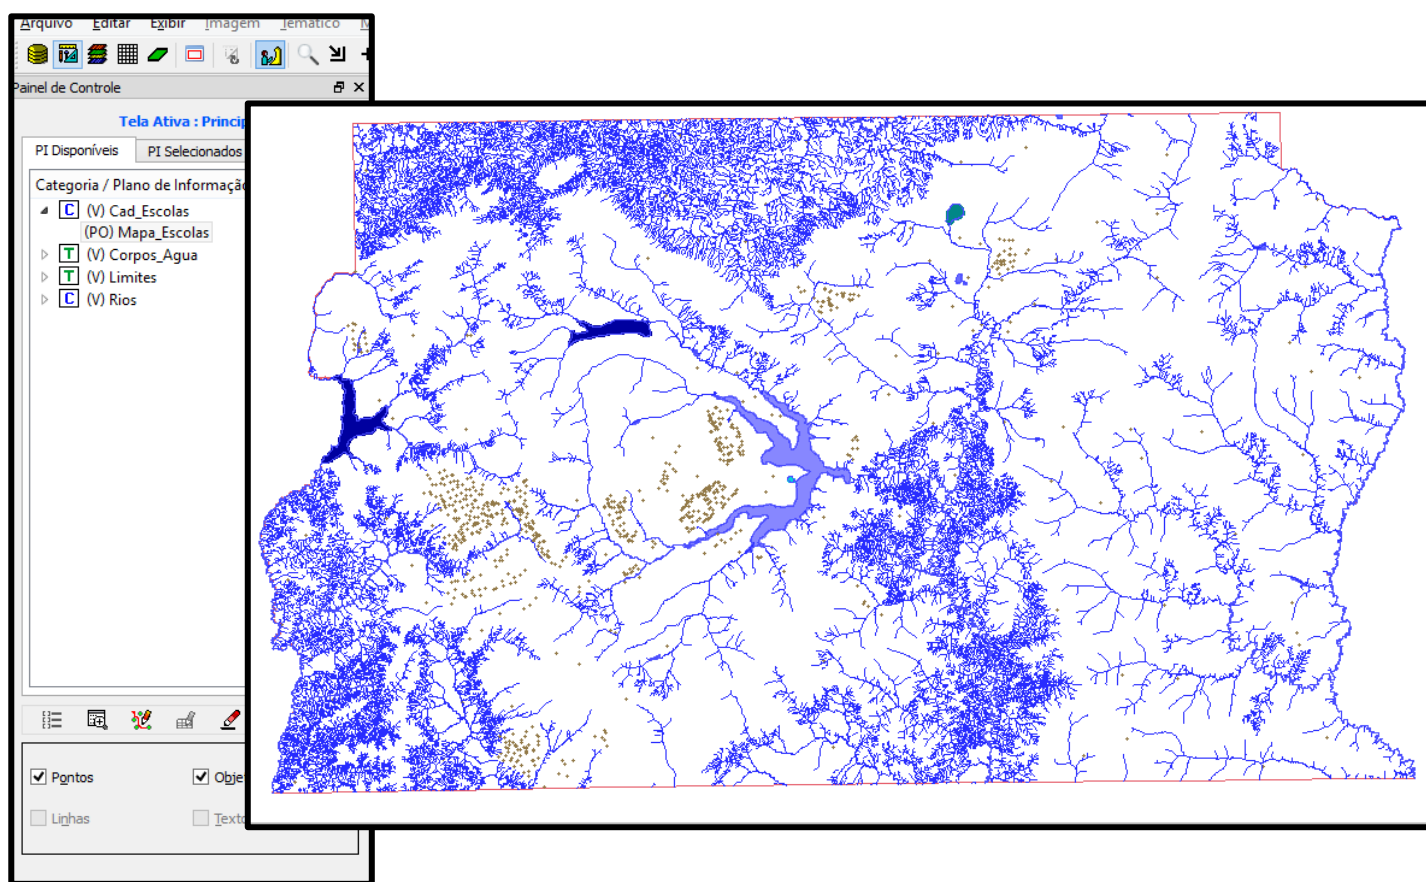 Arquivo Editar Exibir Imagem Temático
Painel de Controle
Tela Ativa : Princip
PI Disponíveis PI Selecionados
Categoria / Plano de Informação
C (V) Cad_Escolas
(PO) Mapa_Escolas
T (V) Corpos_Agua
T (V) Limites
C (V) Rios
Pontos Obje
Linhas Texto